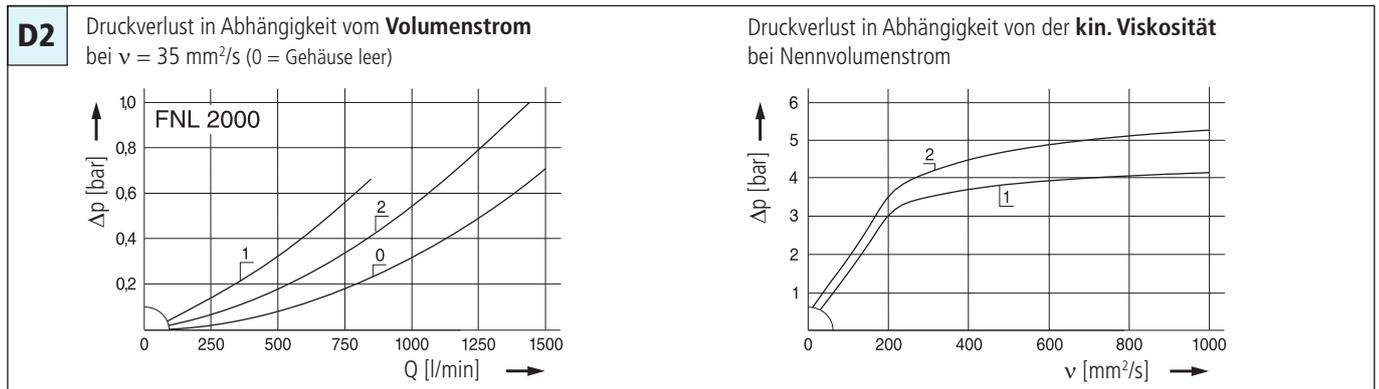 D2
Druckverlust in Abhängigkeit vom Volumenstrom
bei ν = 35 mm²/s (0 = Gehäuse leer)
FNL 2000
Δp [bar]
1,0
0,8
0,6
0,4
0,2
1
2
0
0 250 500 750 1000 1250 1500
Q [l/min]
Druckverlust in Abhängigkeit von der kin. Viskosität
bei Nennvolumenstrom
Δp [bar]
6
5
4
3
2
1
2
1
0 200 400 600 800 1000
ν [mm²/s]